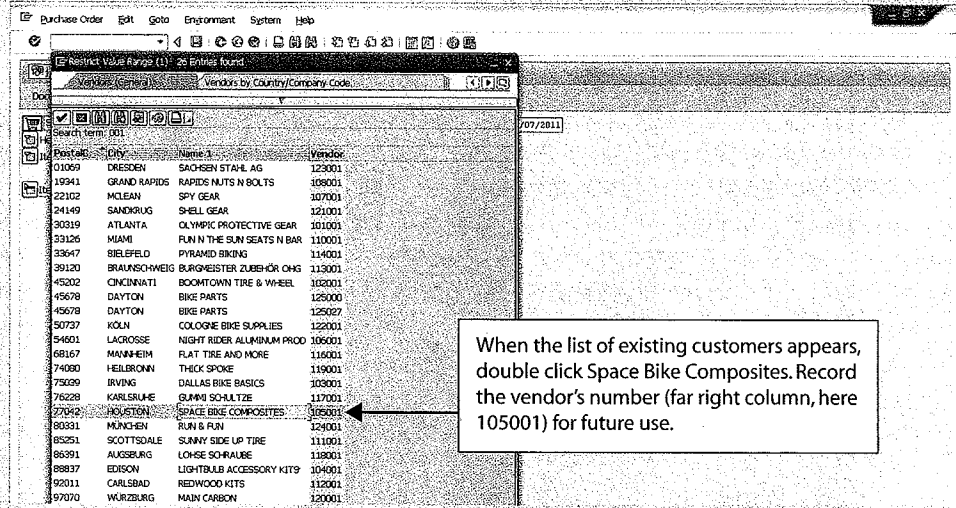 Purchase Order Edit Goto Environment System Help
Restrict Value Range (1) 26 Entries found
Vendors (General) Vendors by Country/Company Code
Doc
/07/2011
Search term: 001
He
Ite
Ite
PostalC City Name 1 Vendor
01069 DRESDEN SACHSEN STAHL AG 123001
19341 GRAND RAPIDS RAPIDS NUTS N BOLTS 108001
22102 MCLEAN SPY GEAR 107001
24149 SANDKRUG SHELL GEAR 121001
30319 ATLANTA OLYMPIC PROTECTIVE GEAR 101001
33126 MIAMI FUN N THE SUN SEATS N BAR 110001
33647 BIELEFELD PYRAMID BIKING 114001
39120 BRAUNSCHWEIG BURGMEISTER ZUBEHÖR OHG 113001
45202 CINCINNATI BOOMTOWN TIRE & WHEEL 102001
45678 DAYTON BIKE PARTS 125000
45678 DAYTON BIKE PARTS 125027
50737 KÖLN COLOGNE BIKE SUPPLIES 122001
54601 LACROSSE NIGHT RIDER ALUMINUM PROD 106001
68167 MANNHEIM FLAT TIRE AND MORE 116001
74080 HEILBRONN THICK SPOKE 119001
75039 IRVING DALLAS BIKE BASICS 103001
76228 KARLSRUHE GUMMI SCHULTZE 117001
77042 HOUSTON SPACE BIKE COMPOSITES 105001
80331 MÜNCHEN RUN & FUN 124001
85251 SCOTTSDALE SUNNY SIDE UP TIRE 111001
86391 AUGSBURG LOHSE SCHRAUBE 118001
88837 EDISON LIGHTBULB ACCESSORY KITS 104001
92011 CARLSBAD REDWOOD KITS 112001
97070 WÜRZBURG MAIN CARBON 120001
When the list of existing customers appears,
double click Space Bike Composites. Record
the vendor's number (far right column, here
105001) for future use.